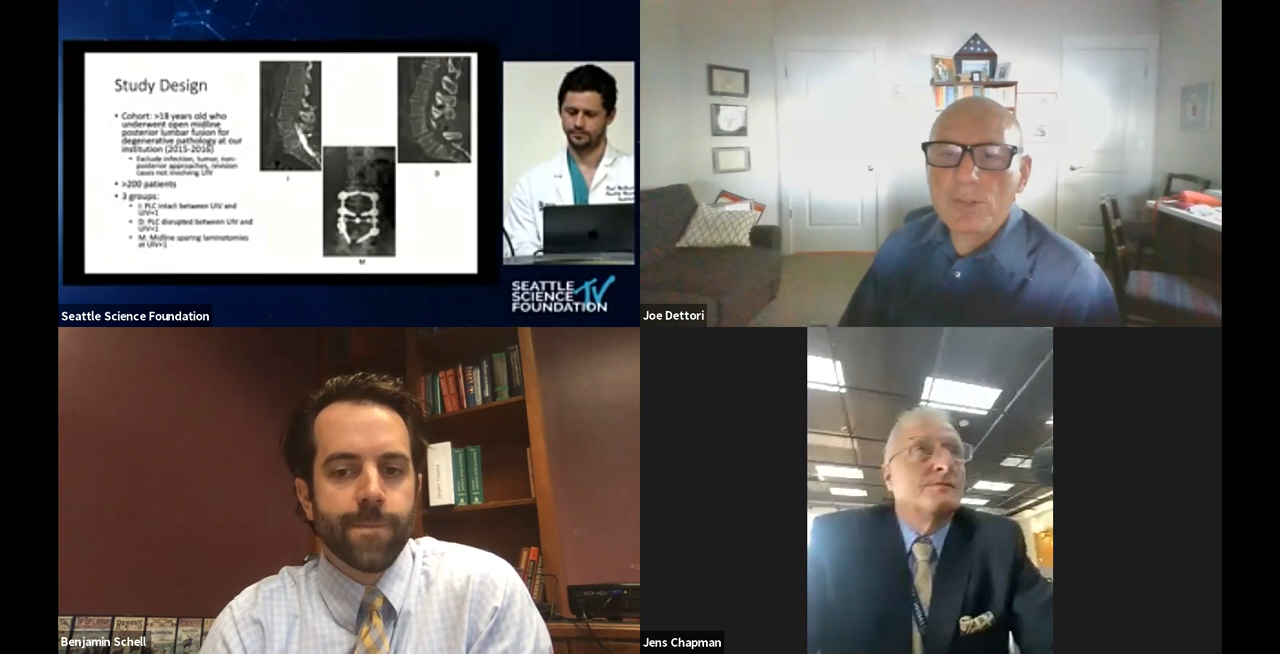 Study Design
• Cohort: >18 years old who
underwent open midline
posterior lumbar fusion for
degenerative pathology at our
institution (2015-2016)
• Exclude infection, tumor, non-
posterior approaches, revision
cases not involving UIV
• >200 patients
• 3 groups:
• I: PLC intact between UIV and
UIV+1
• D: PLC disrupted between UIV and
UIV+1
• M: Midline sparing laminotomies
at UIV+1
I
D
M
SEATTLE
SCIENCE TV
FOUNDATION
Seattle Science Foundation
Joe Dettori
Benjamin Schell
Jens Chapman